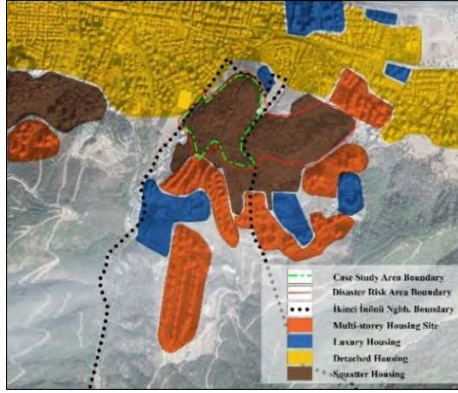 Case Study Area Boundary
Disaster Risk Area Boundary
İkinci İnönü Ngbh. Boundary
Multi-storey Housing Site
Luxury Housing
Detached Housing
Squatter Housing